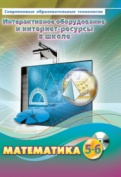 Современные образовательные технологии
Интерактивное оборудование
и интернет-ресурсы
в школе
МАТЕМАТИКА 5-6